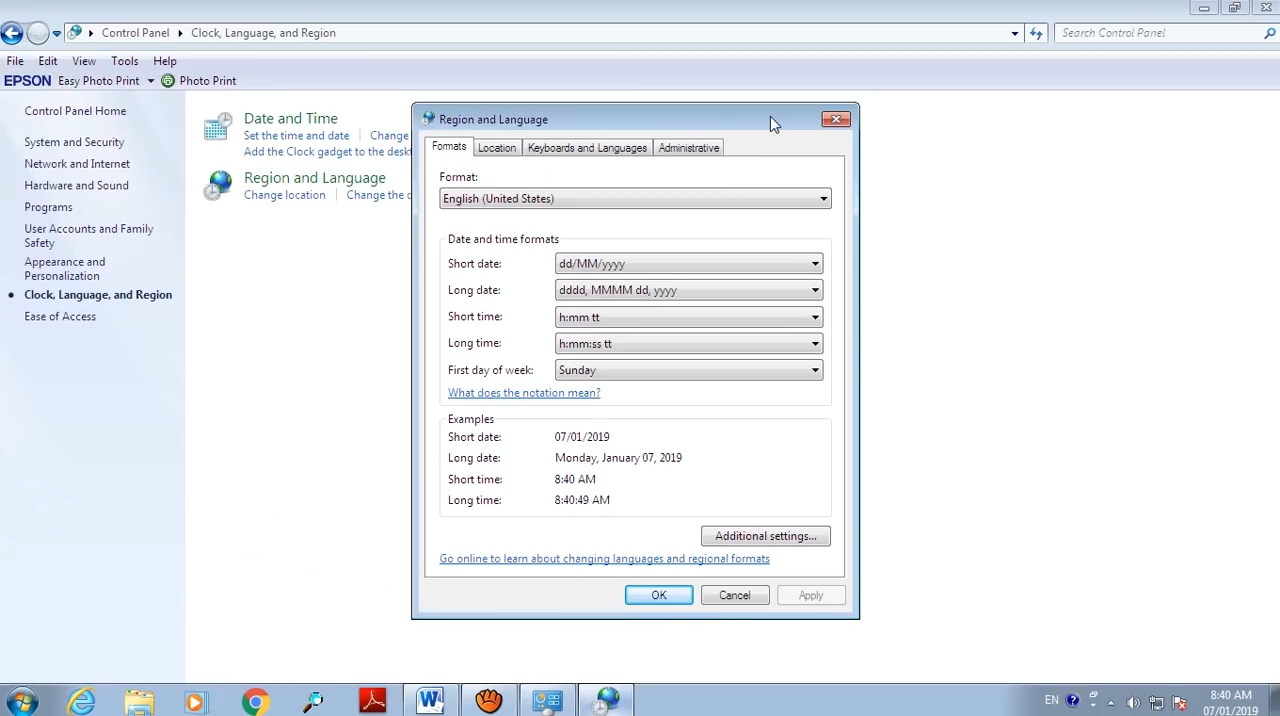 Control Panel Clock, Language, and Region
Search Control Panel
File Edit View Tools Help
EPSON Easy Photo Print Photo Print
Control Panel Home
System and Security
Network and Internet
Hardware and Sound
Programs
User Accounts and Family
Safety
Appearance and
Personalization
Clock, Language, and Region
Ease of Access
Date and Time
Set the time and date Change
Add the Clock gadget to the desk
Region and Language
Change location Change the
Region and Language
Formats Location Keyboards and Languages Administrative
Format:
English (United States)
Date and time formats
Short date: dd/MM/yyyy
Long date: dddd, MMMM dd, yyyy
Short time: h:mm tt
Long time: h:mm:ss tt
First day of week: Sunday
What does the notation mean?
Examples
Short date: 07/01/2019
Long date: Monday, January 07, 2019
Short time: 8:40 AM
Long time: 8:40:49 AM
Additional settings...
Go online to learn about changing languages and regional formats
OK Cancel Apply
EN 8:40 AM
07/01/2019